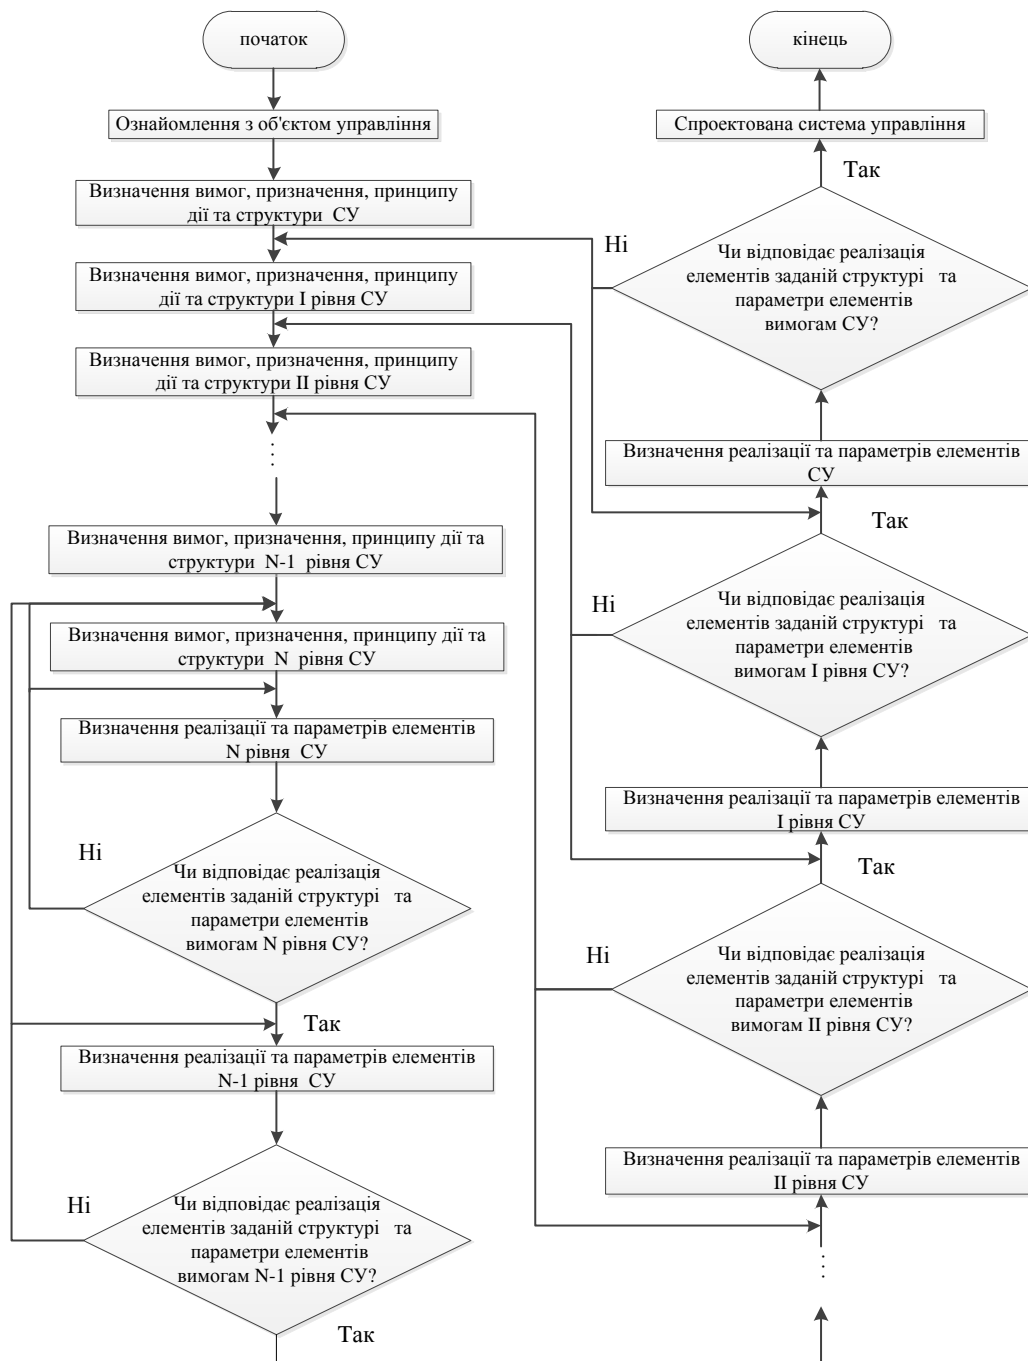 початок
Ознайомлення з об'єктом управління
Визначення вимог, призначення, принципу
дії та структури СУ
Визначення вимог, призначення, принципу
дії та структури I рівня СУ
Визначення вимог, призначення, принципу
дії та структури II рівня СУ
...
Визначення вимог, призначення, принципу дії та
структури N-1 рівня СУ
Визначення вимог, призначення, принципу дії та
структури N рівня СУ
Визначення реалізації та параметрів елементів
N рівня СУ
Ні
Чи відповідає реалізація
елементів заданій структурі та
параметри елементів
вимогам N рівня СУ?
Так
Визначення реалізації та параметрів елементів
N-1 рівня СУ
Ні
Чи відповідає реалізація
елементів заданій структурі та
параметри елементів
вимогам N-1 рівня СУ?
Так
кінець
Спроектована система управління
Так
Ні
Чи відповідає реалізація
елементів заданій структурі та
параметри елементів
вимогам СУ?
Визначення реалізації та параметрів елементів
СУ
Так
Ні
Чи відповідає реалізація
елементів заданій структурі та
параметри елементів
вимогам I рівня СУ?
Визначення реалізації та параметрів елементів
I рівня СУ
Так
Ні
Чи відповідає реалізація
елементів заданій структурі та
параметри елементів
вимогам II рівня СУ?
Визначення реалізації та параметрів елементів
II рівня СУ
...